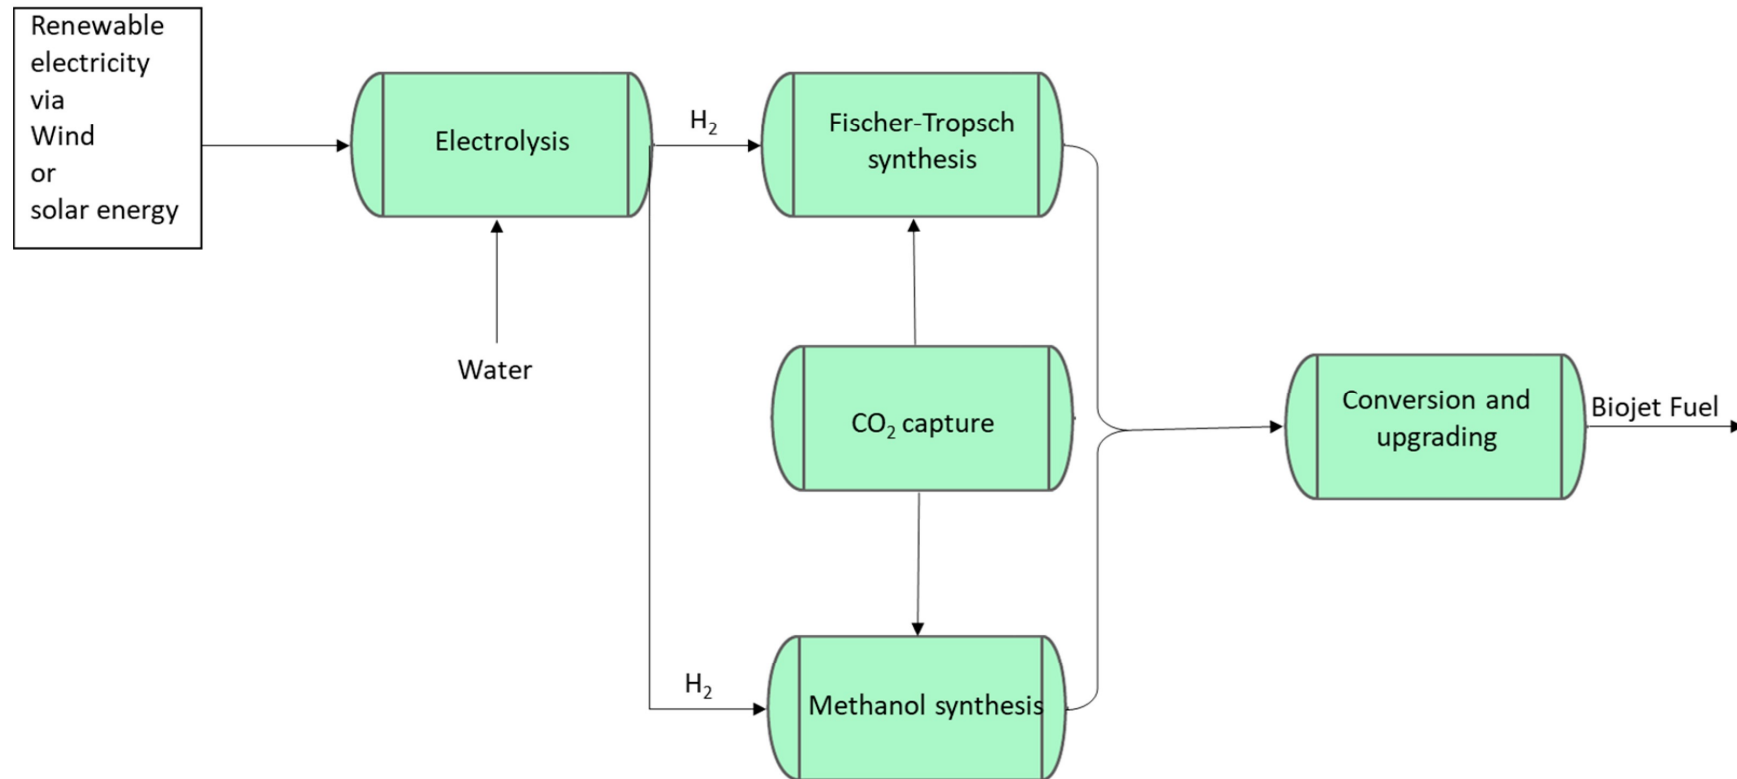 Renewable
electricity
via
Wind
or
solar energy
Electrolysis
H₂
Fischer-Tropsch
synthesis
Water
CO₂ capture
Conversion and
upgrading
Biojet Fuel
H₂
Methanol synthesis